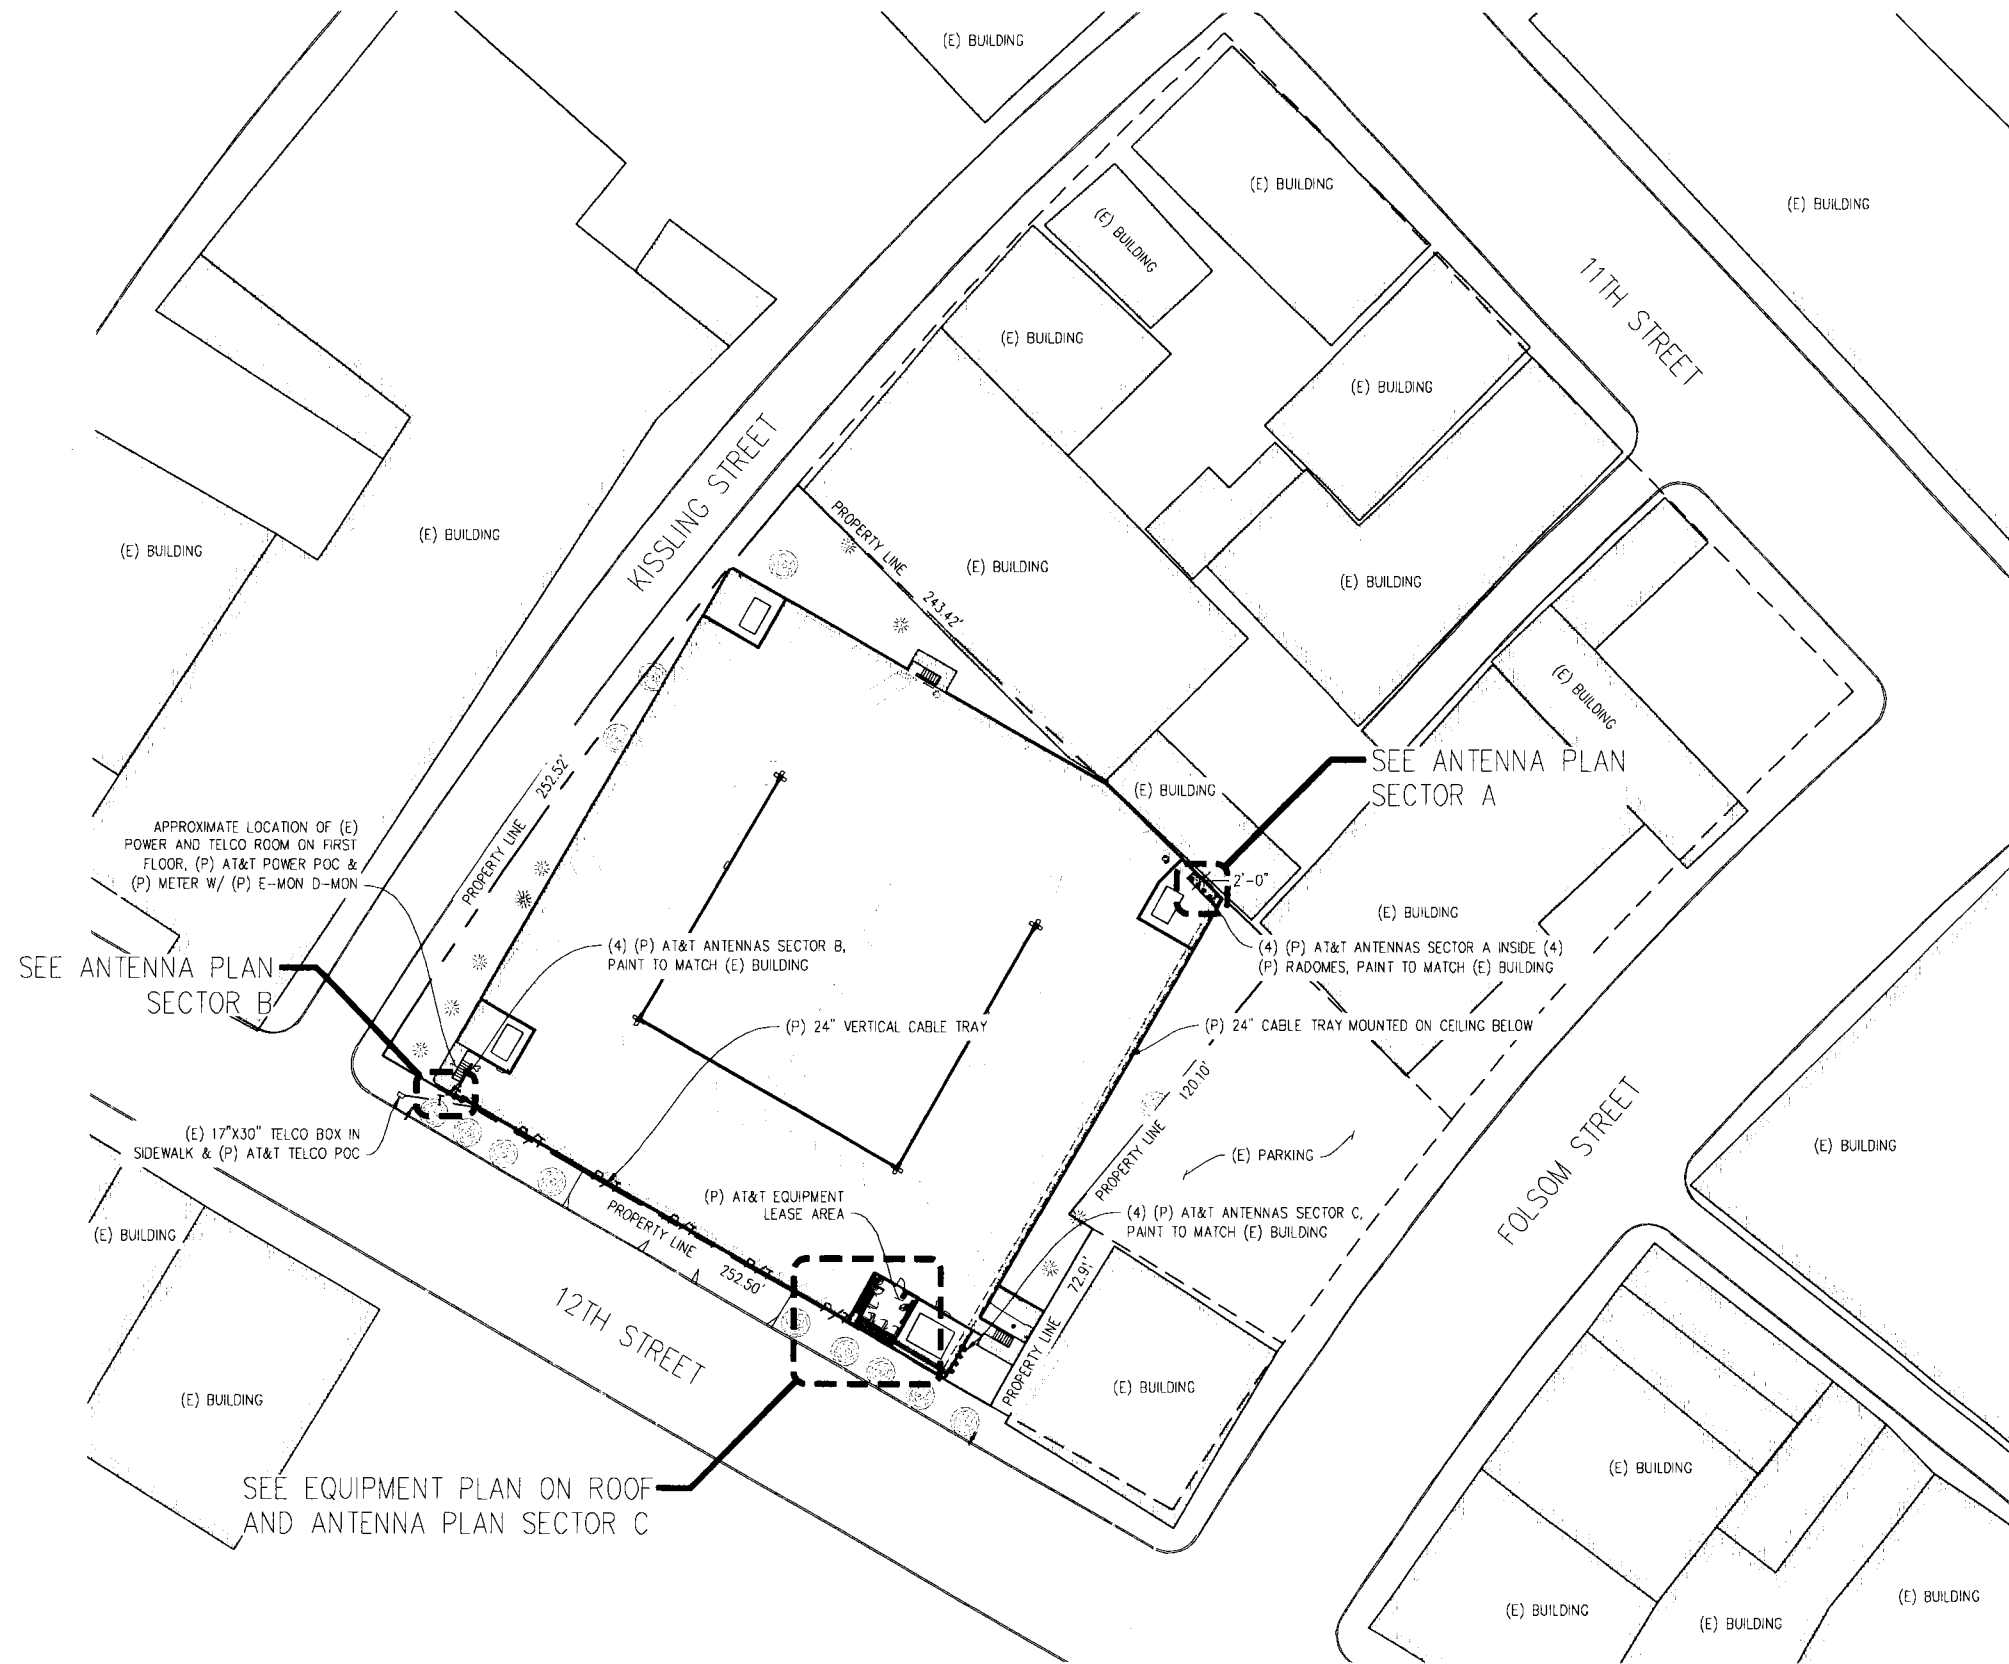 (E) BUILDING
(E) BUILDING
(E) BUILDING
(E) BUILDING
(E) BUILDING
11TH STREET
(E) BUILDING
(E) BUILDING
KISSLING STREET
PROPERTY LINE
243.42'
(E) BUILDING
(E) BUILDING
(E) BUILDING
(E) BUILDING
(E) BUILDING
SEE ANTENNA PLAN
SECTOR A
(E) BUILDING
252.52'
PROPERTY LINE
APPROXIMATE LOCATION OF (E)
POWER AND TELCO ROOM ON FIRST
FLOOR, (P) AT&T POWER POC &
(P) METER W/ (P) E-MON D-MON
2'-0"
(E) BUILDING
(4) (P) AT&T ANTENNAS SECTOR B,
PAINT TO MATCH (E) BUILDING
(4) (P) AT&T ANTENNAS SECTOR A INSIDE (4)
(P) RADOMES, PAINT TO MATCH (E) BUILDING
SEE ANTENNA PLAN
SECTOR B
(P) 24" VERTICAL CABLE TRAY
(P) 24" CABLE TRAY MOUNTED ON CEILING BELOW
120.10'
PROPERTY LINE
FOLSOM STREET
(E) 17"X30" TELCO BOX IN
SIDEWALK & (P) AT&T TELCO POC
P/T
(E) PARKING
(E) BUILDING
P/T
(P) AT&T EQUIPMENT
LEASE AREA
PROPERTY LINE
P/T
(4) (P) AT&T ANTENNAS SECTOR C,
PAINT TO MATCH (E) BUILDING
(E) BUILDING
P/T
252.50'
72.91'
PROPERTY LINE
P/T
12TH STREET
(E) BUILDING
(E) BUILDING
SEE EQUIPMENT PLAN ON ROOF
AND ANTENNA PLAN SECTOR C
(E) BUILDING
(E) BUILDING
(E) BUILDING
(E) BUILDING